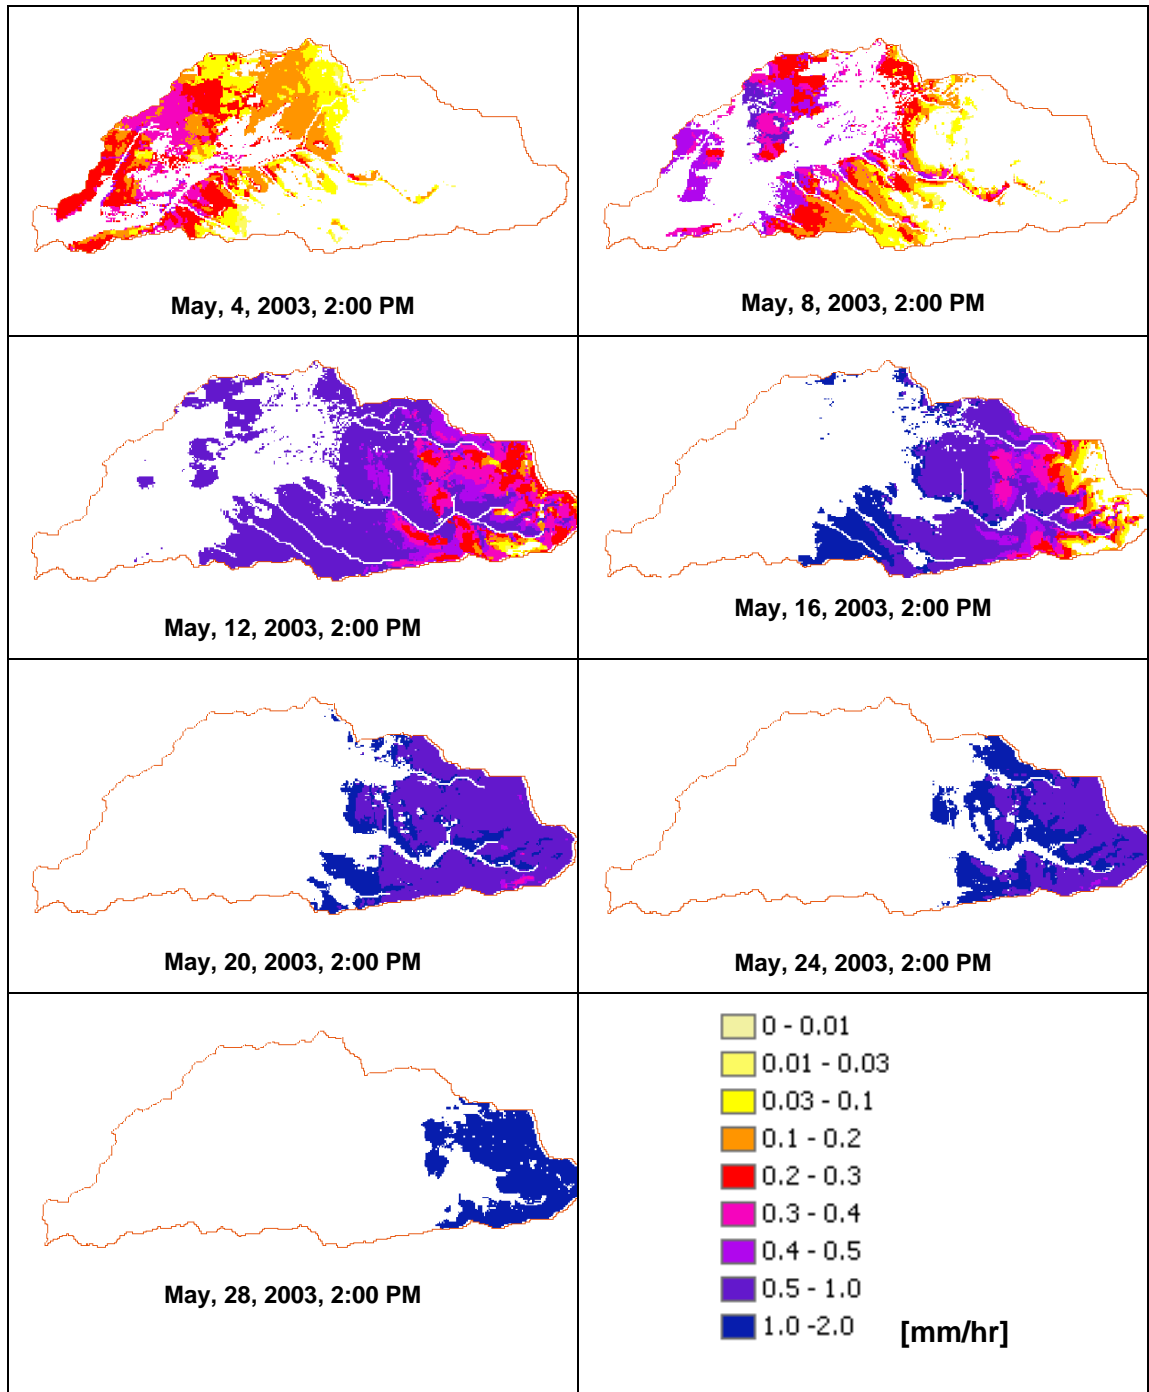 May, 4, 2003, 2:00 PM
May, 8, 2003, 2:00 PM
May, 12, 2003, 2:00 PM
May, 16, 2003, 2:00 PM
May, 20, 2003, 2:00 PM
May, 24, 2003, 2:00 PM
May, 28, 2003, 2:00 PM
0 - 0.01
0.01 - 0.03
0.03 - 0.1
0.1 - 0.2
0.2 - 0.3
0.3 - 0.4
0.4 - 0.5
0.5 - 1.0
1.0 -2.0 [mm/hr]